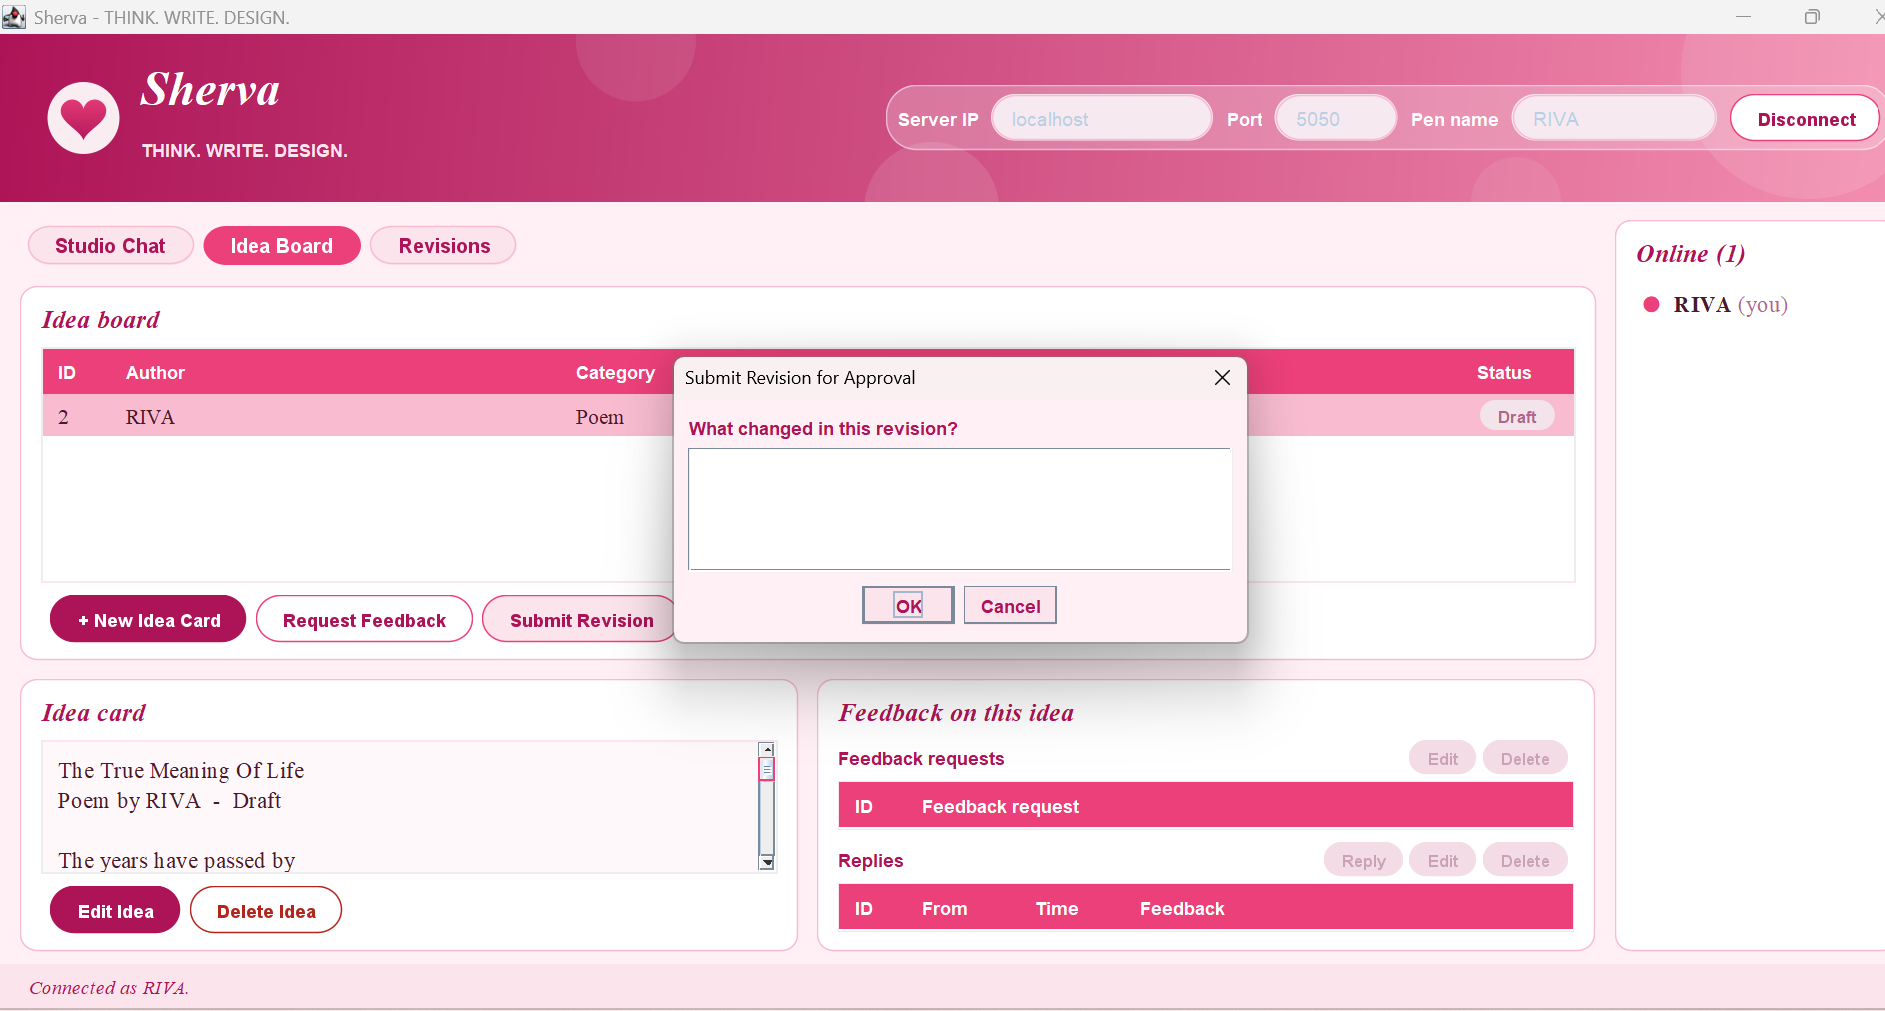 Sherva - THINK. WRITE. DESIGN.
Sherva
THINK. WRITE. DESIGN.
Server IP localhost Port 5050 Pen name RIVA Disconnect
Studio Chat Idea Board Revisions
Online (1)
RIVA (you)
Idea board
ID Author Category Status
2 RIVA Poem Draft
Submit Revision for Approval
What changed in this revision?
OK Cancel
+ New Idea Card Request Feedback Submit Revision
Idea card
The True Meaning Of Life
Poem by RIVA - Draft
The years have passed by
Edit Idea Delete Idea
Feedback on this idea
Feedback requests Edit Delete
ID Feedback request
Replies Reply Edit Delete
ID From Time Feedback
Connected as RIVA.